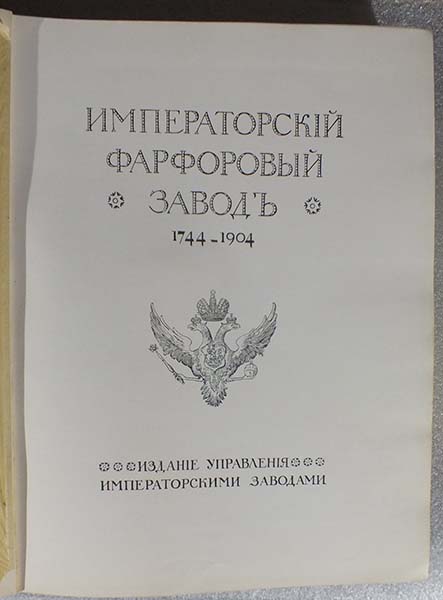 ИМПЕРАТОРСКІЙ
ФАРФОРОВЫЙ
ЗАВОДЪ
1744-1904
ИЗДАНІЕ УПРАВЛЕНІЯ
ИМПЕРАТОРСКИМИ ЗАВОДАМИ